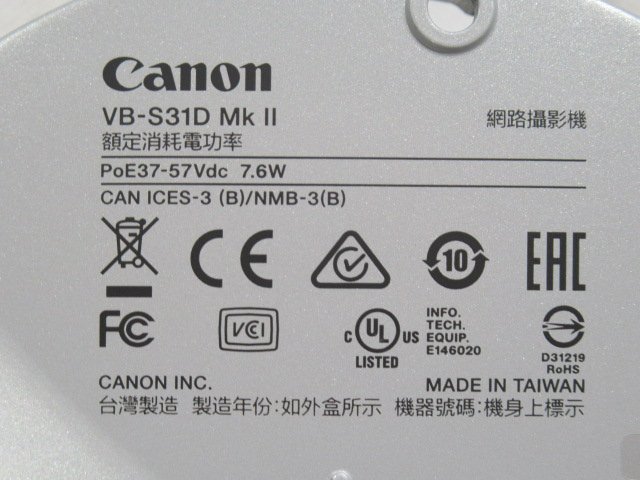 Canon
VB-S31D Mk II
網路攝影機
額定消耗電功率
PoE37-57Vdc 7.6W
CAN ICES-3 (B)/NMB-3(B)
CE
10
EAC
FC
VCI
C UL US
LISTED
INFO.
TECH.
EQUIP.
E146020
D31219
RoHS
CANON INC.
MADE IN TAIWAN
台灣製造 製造年份:如外盒所示 機器號碼:機身上標示